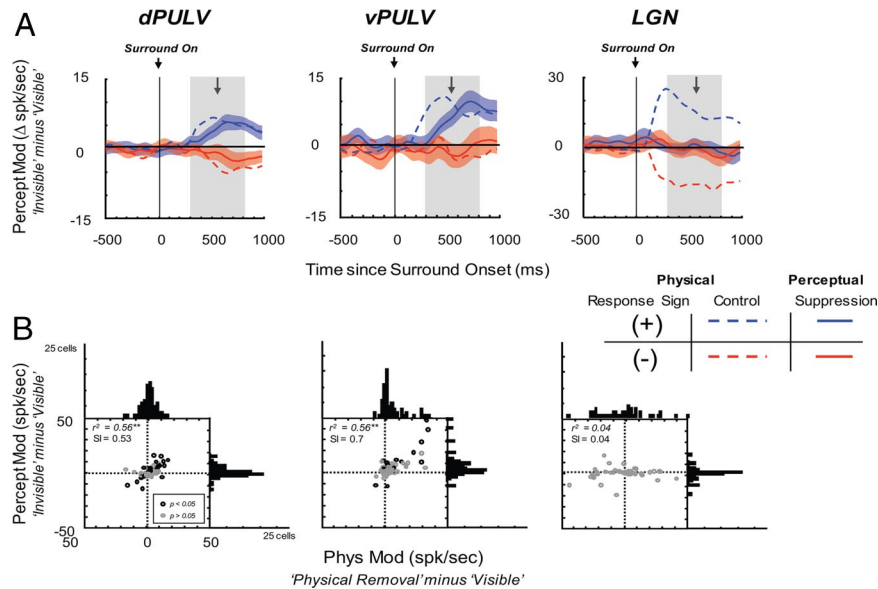 A
dPULV
vPULV
LGN
Surround On
Surround On
Surround On
Percept Mod (Δ spk/sec)
'Invisible' minus 'Visible'
15
0
-15
15
0
-15
30
0
-30
-500 0 500 1000
-500 0 500 1000
-500 0 500 1000
Time since Surround Onset (ms)
Physical Perceptual
Response Sign Control Suppression
(+)
(-)
B
Percept Mod (spk/sec)
'Invisible' minus 'Visible'
25 cells
50
-50
r² = 0.56**
SI = 0.53
p < 0.05
p > 0.05
r² = 0.56**
SI = 0.7
r² = 0.04
SI = 0.04
50 0 50
25 cells
Phys Mod (spk/sec)
'Physical Removal' minus 'Visible'